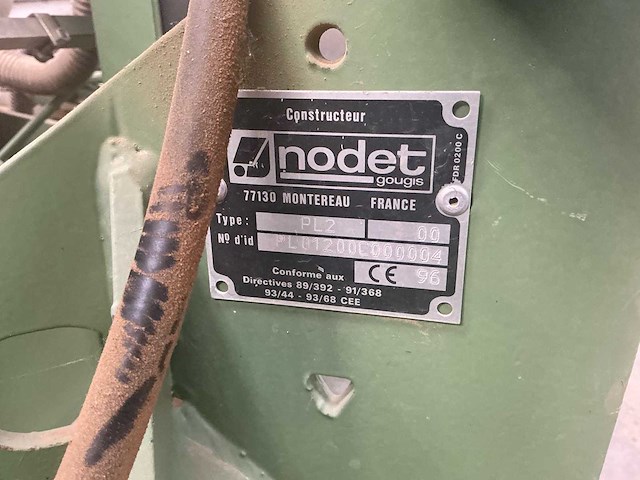 Constructeur
nodet
gougis
77130 MONTEREAU FRANCE
Type: PL2 00
Nº d'id PL01200C000004
Conforme aux CE 96
Directives 89/392 - 91/368
93/44 - 93/68 CEE
FDR 0200 C